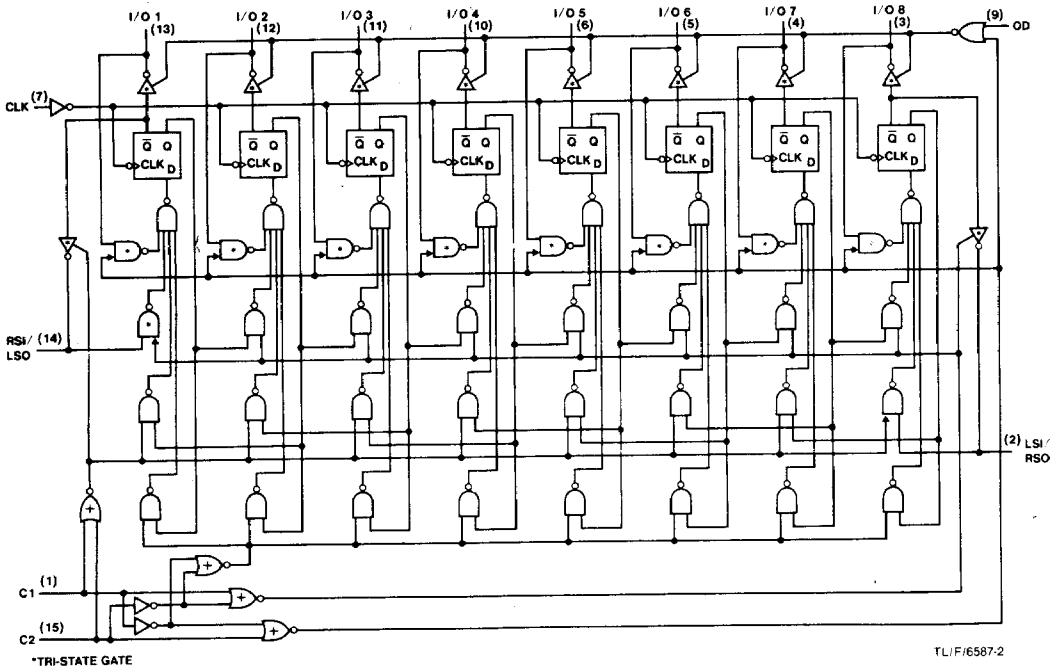 I/O 1 I/O 2 I/O 3 I/O 4 I/O 5 I/O 6 I/O 7 I/O 8
(13) (12) (11) (10) (6) (5) (4) (3) (9) OD
CLK (7)
Q̅ Q Q̅ Q Q̅ Q Q̅ Q Q̅ Q Q̅ Q Q̅ Q Q̅ Q
CLK D CLK D CLK D CLK D CLK D CLK D CLK D CLK D
RSI/ (14)
LSO
(2) LSI/
RSO
+
+
C1 (1)
+
C2 (15)
+
*TRI-STATE GATE
TL/F/6587-2